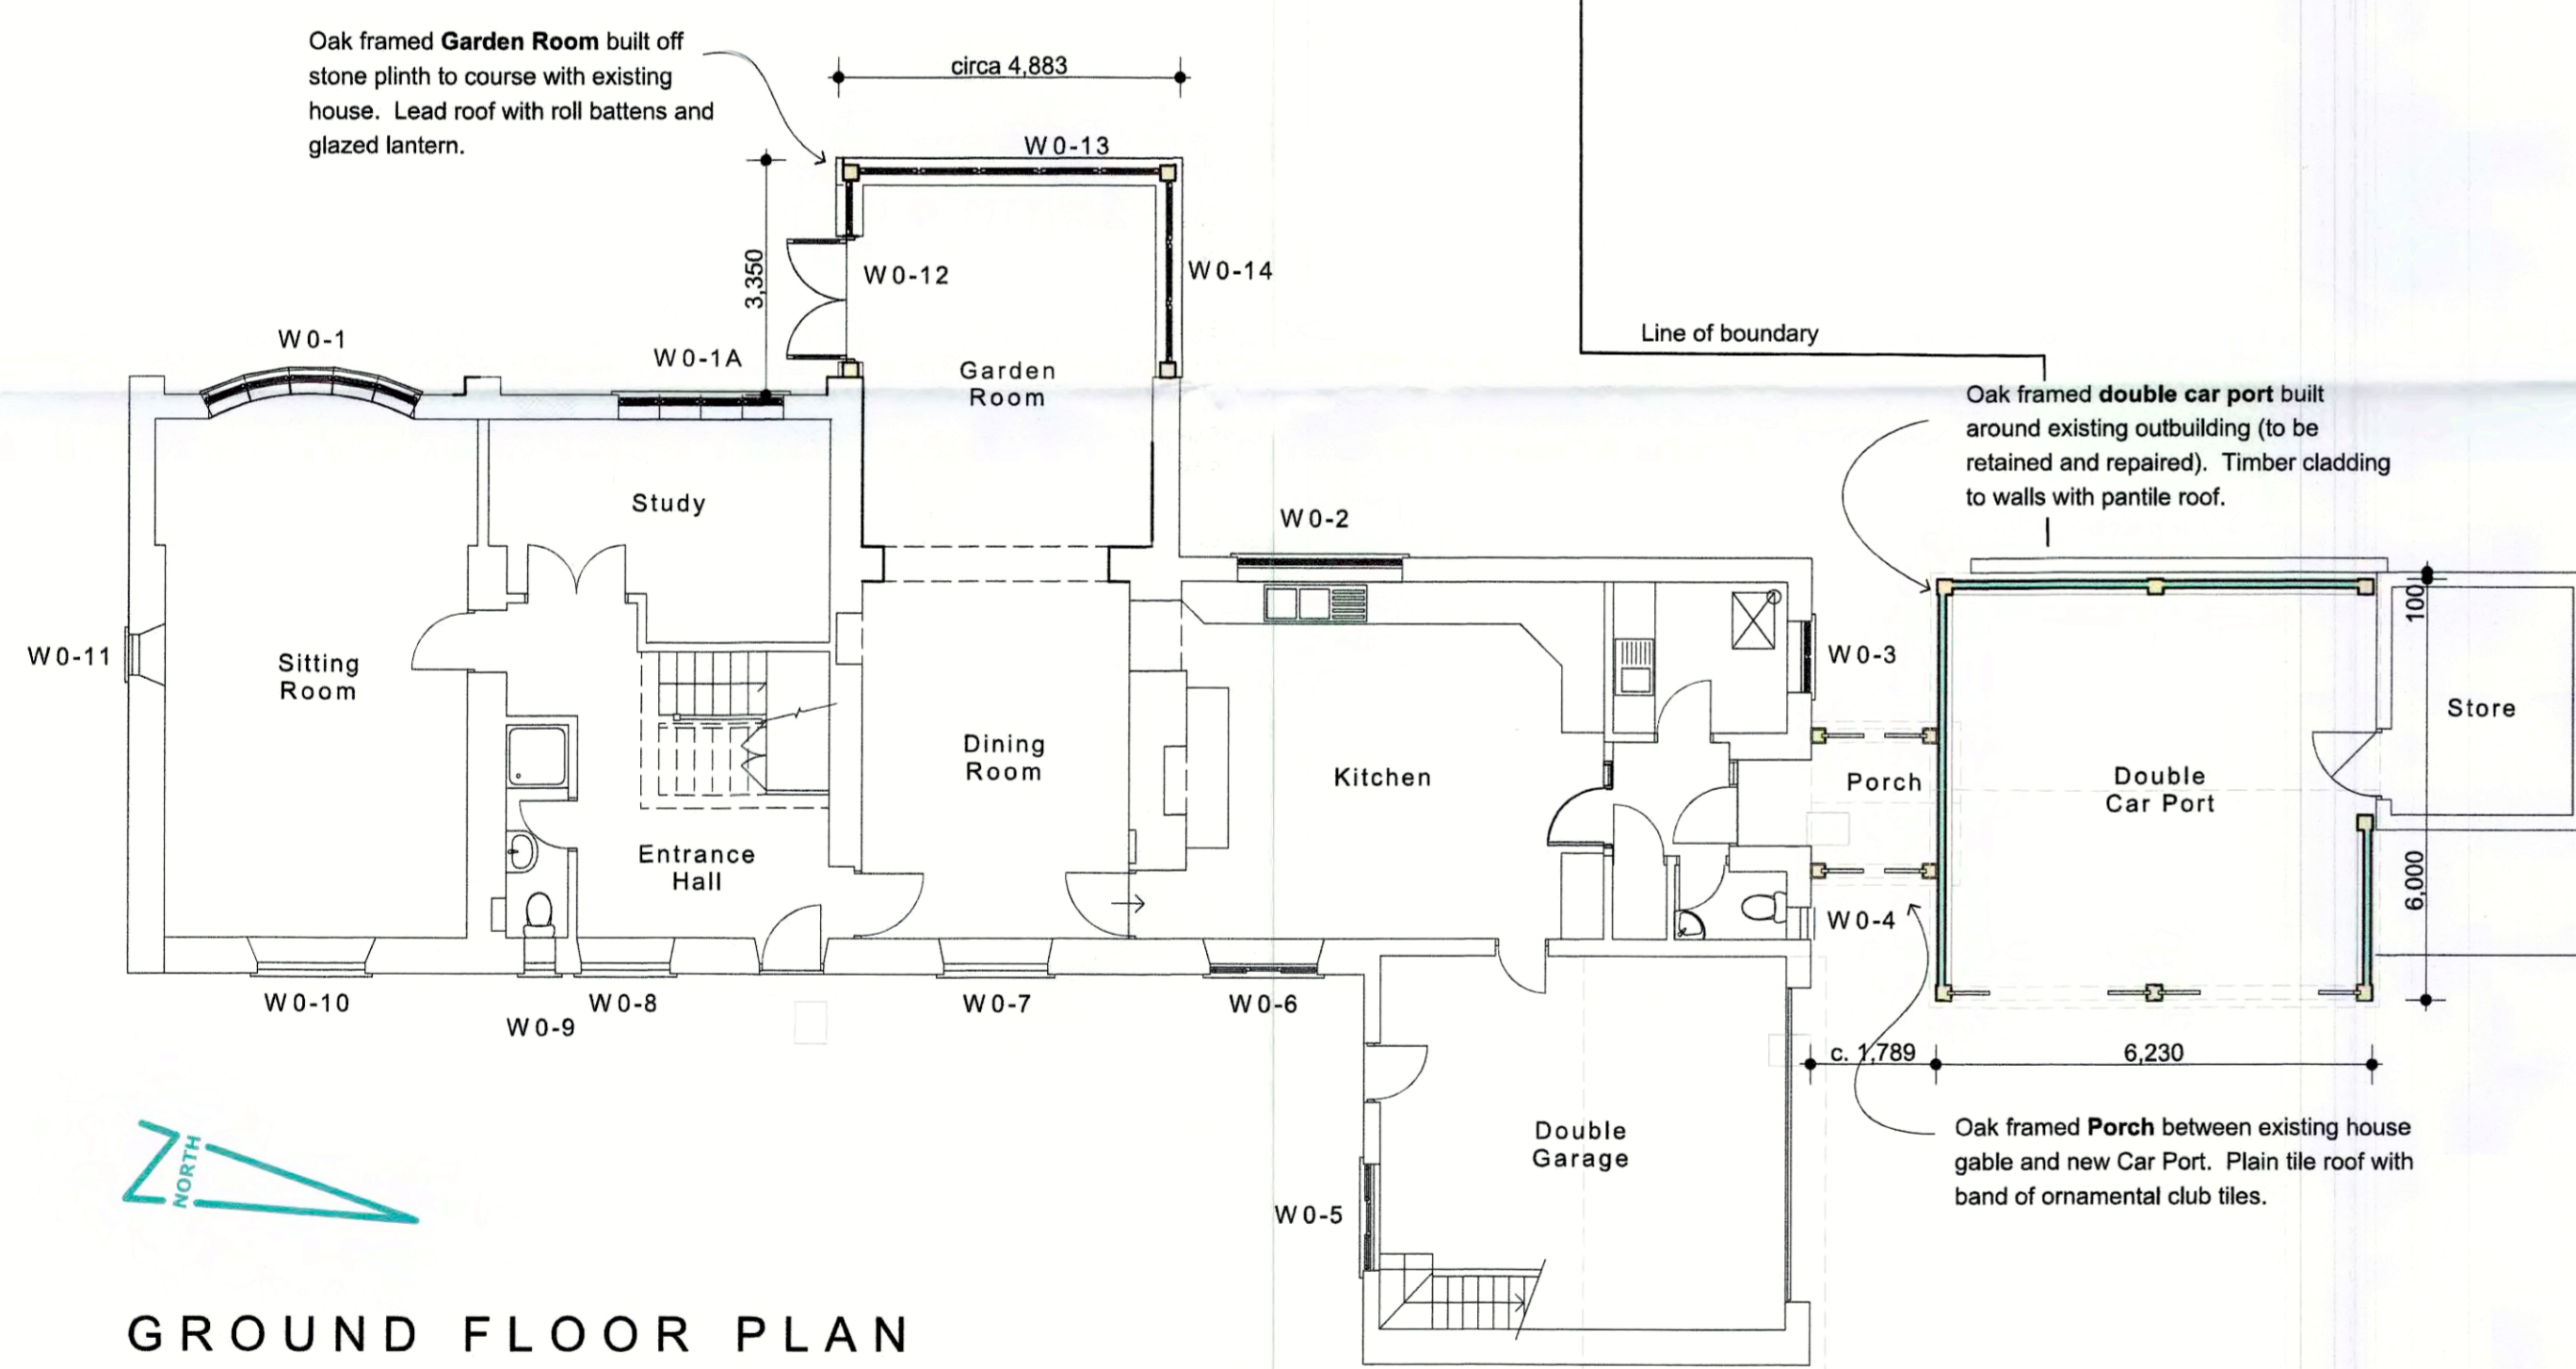 Oak framed Garden Room built off
stone plinth to course with existing
house. Lead roof with roll battens and
glazed lantern.
circa 4,883
W0-13
3,350
W0-12
W0-14
Garden
Room
W0-1
W0-1A
Line of boundary
Oak framed double car port built
around existing outbuilding (to be
retained and repaired). Timber cladding
to walls with pantile roof.
Study
W0-2
W0-11
Sitting
Room
W0-3
100
Store
Dining
Room
Kitchen
Porch
Double
Car Port
Entrance
Hall
W0-4
6,000
W0-10
W0-9
W0-8
W0-7
W0-6
c. 1,789
6,230
Double
Garage
W0-5
Oak framed Porch between existing house
gable and new Car Port. Plain tile roof with
band of ornamental club tiles.
NORTH
GROUND FLOOR PLAN